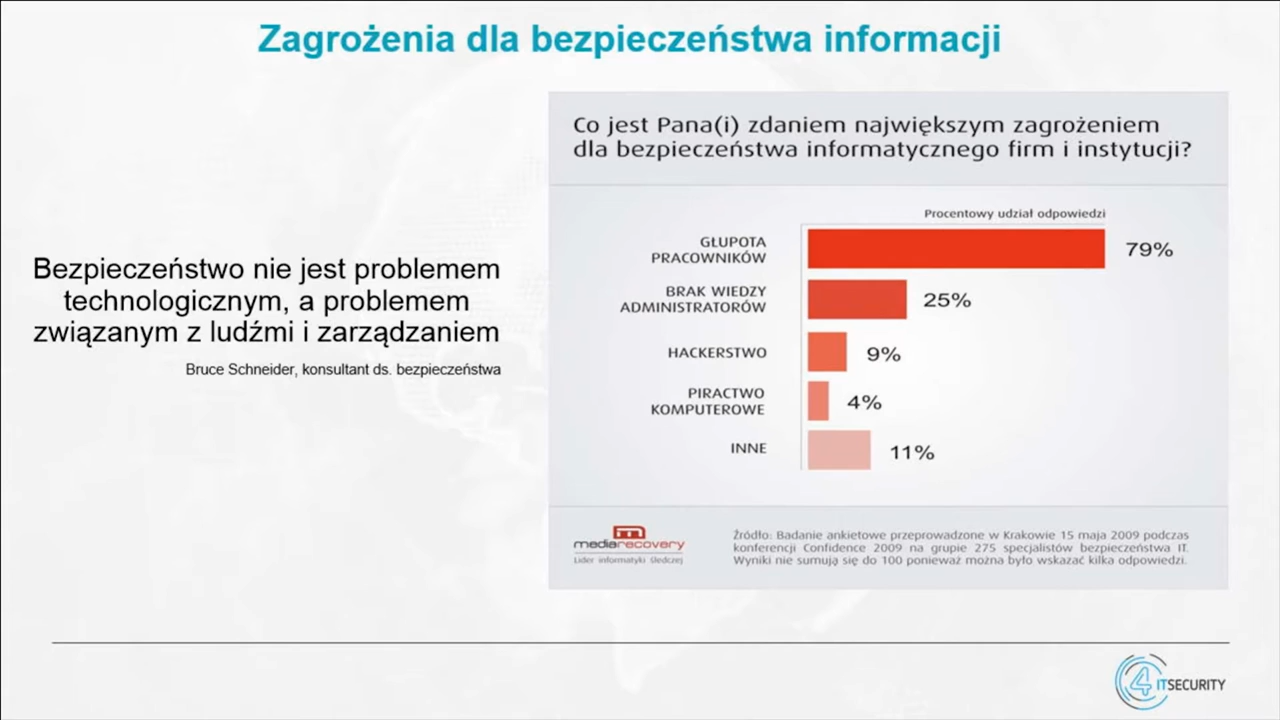 Zagrożenia dla bezpieczeństwa informacji
Bezpieczeństwo nie jest problemem
technologicznym, a problemem
związanym z ludźmi i zarządzaniem
Bruce Schneider, konsultant ds. bezpieczeństwa
Co jest Pana(i) zdaniem największym zagrożeniem
dla bezpieczeństwa informatycznego firm i instytucji?
Procentowy udział odpowiedzi
GŁUPOTA
PRACOWNIKÓW
79%
BRAK WIEDZY
ADMINISTRATORÓW
25%
HACKERSTWO
9%
PIRACTWO
KOMPUTEROWE
4%
INNE
11%
mediarecovery
Lider informatyki śledczej
Źródło: Badanie ankietowe przeprowadzone w Krakowie 15 maja 2009 podczas
konferencji Confidence 2009 na grupie 275 specjalistów bezpieczeństwa IT.
Wyniki nie sumują się do 100 ponieważ można było wskazać kilka odpowiedzi.
4 ITSECURITY